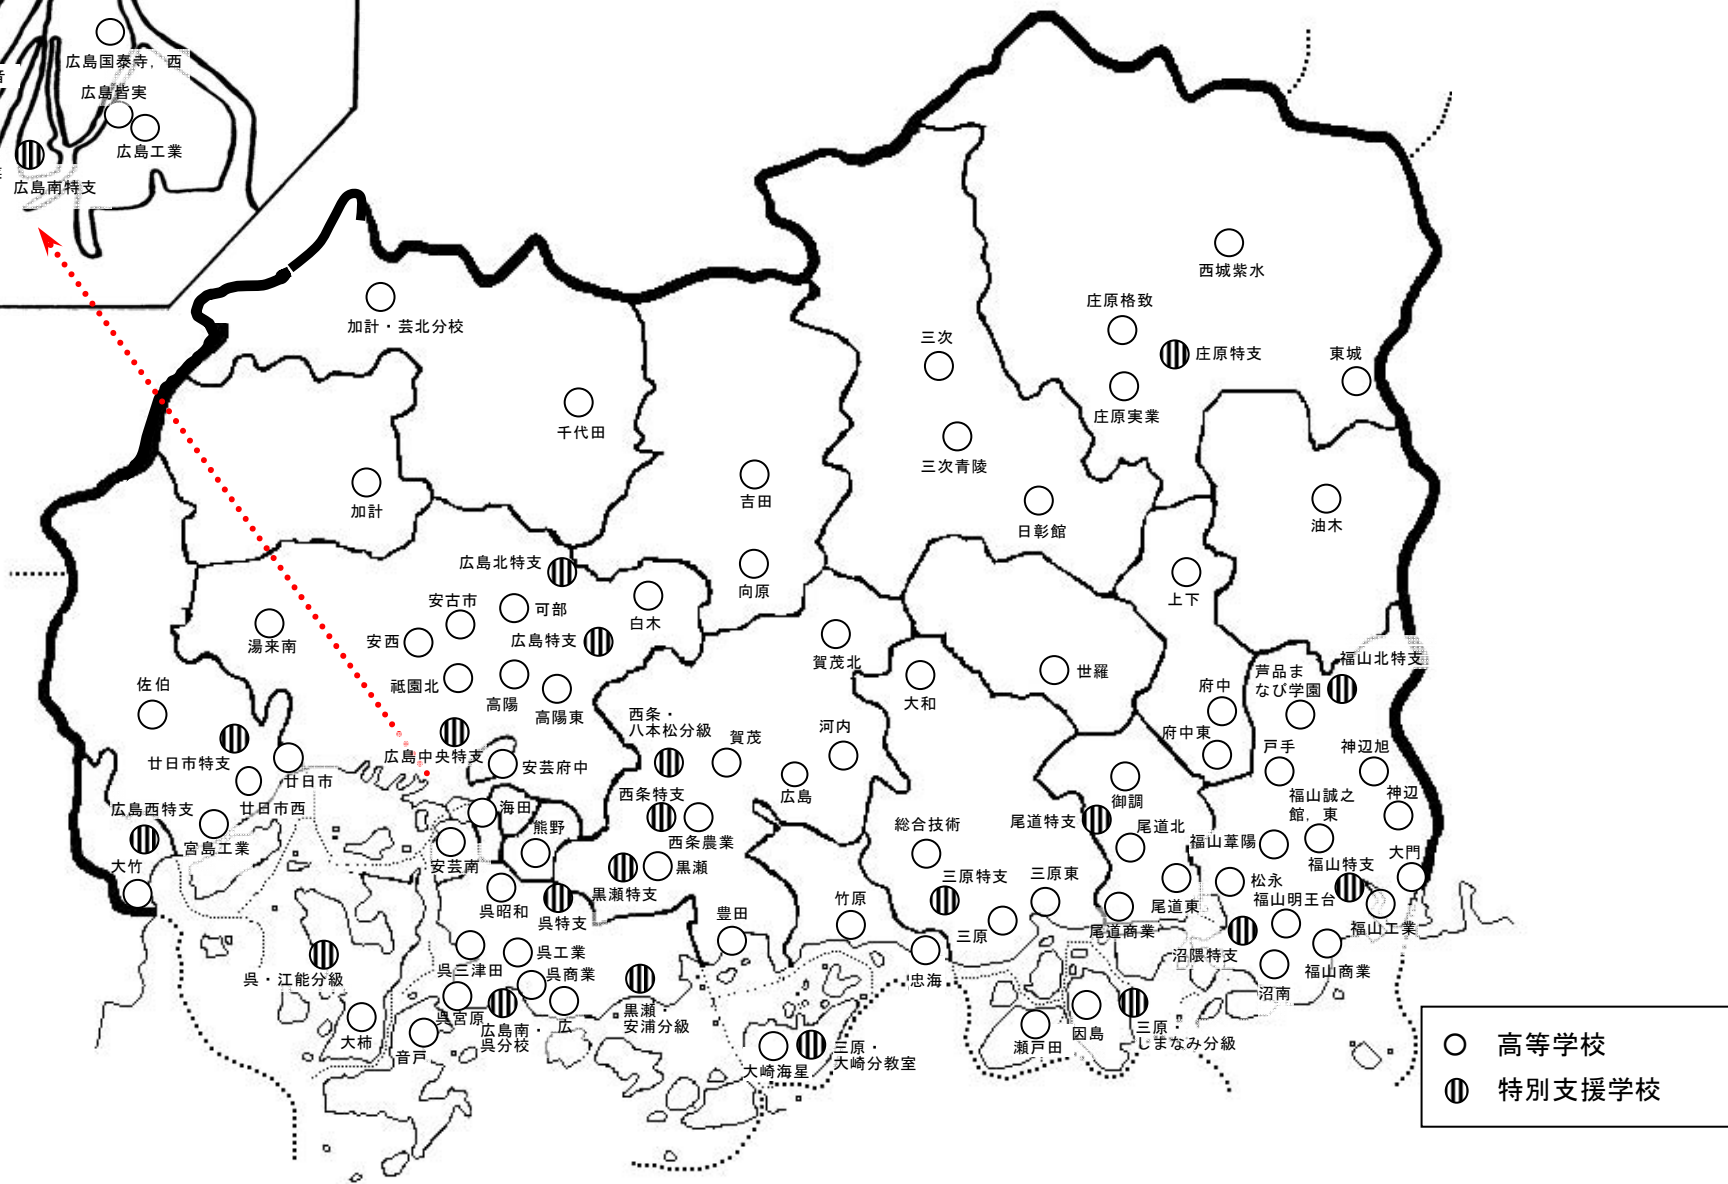 広島国泰寺，西
音
広島皆実
広島工業
広島南特支
加計・芸北分校
千代田
加計
吉田
向原
三次
三次青陵
日彰館
西城紫水
庄原格致
庄原特支
庄原実業
東城
油木
上下
広島北特支
安古市
可部
白木
安西
広島特支
湯来南
祇園北
高陽
高陽東
佐伯
廿日市特支
廿日市
廿日市西
広島中央特支
安芸府中
広島西特支
宮島工業
大竹
海田
熊野
安芸南
西条・
八本松分級
賀茂
西条特支
西条農業
黒瀬
黒瀬特支
賀茂北
河内
広島
大和
世羅
府中
府中東
芦品ま
なび学園
福山北特支
戸手
神辺旭
神辺
御調
尾道特支
尾道北
福山誠之
館，東
福山葦陽
福山特支
大門
総合技術
三原特支
三原東
三原
尾道東
尾道商業
松永
福山明王台
福山工業
沼隈特支
沼南
福山商業
竹原
忠海
豊田
呉昭和
呉特支
呉三津田
呉工業
呉商業
呉・江能分級
呉宮原
広島南・
呉分校
広
黒瀬・
安浦分級
大柿
音戸
大崎海星
三原・
大崎分教室
瀬戸田
因島
三原・
しまなみ分級
高等学校
特別支援学校